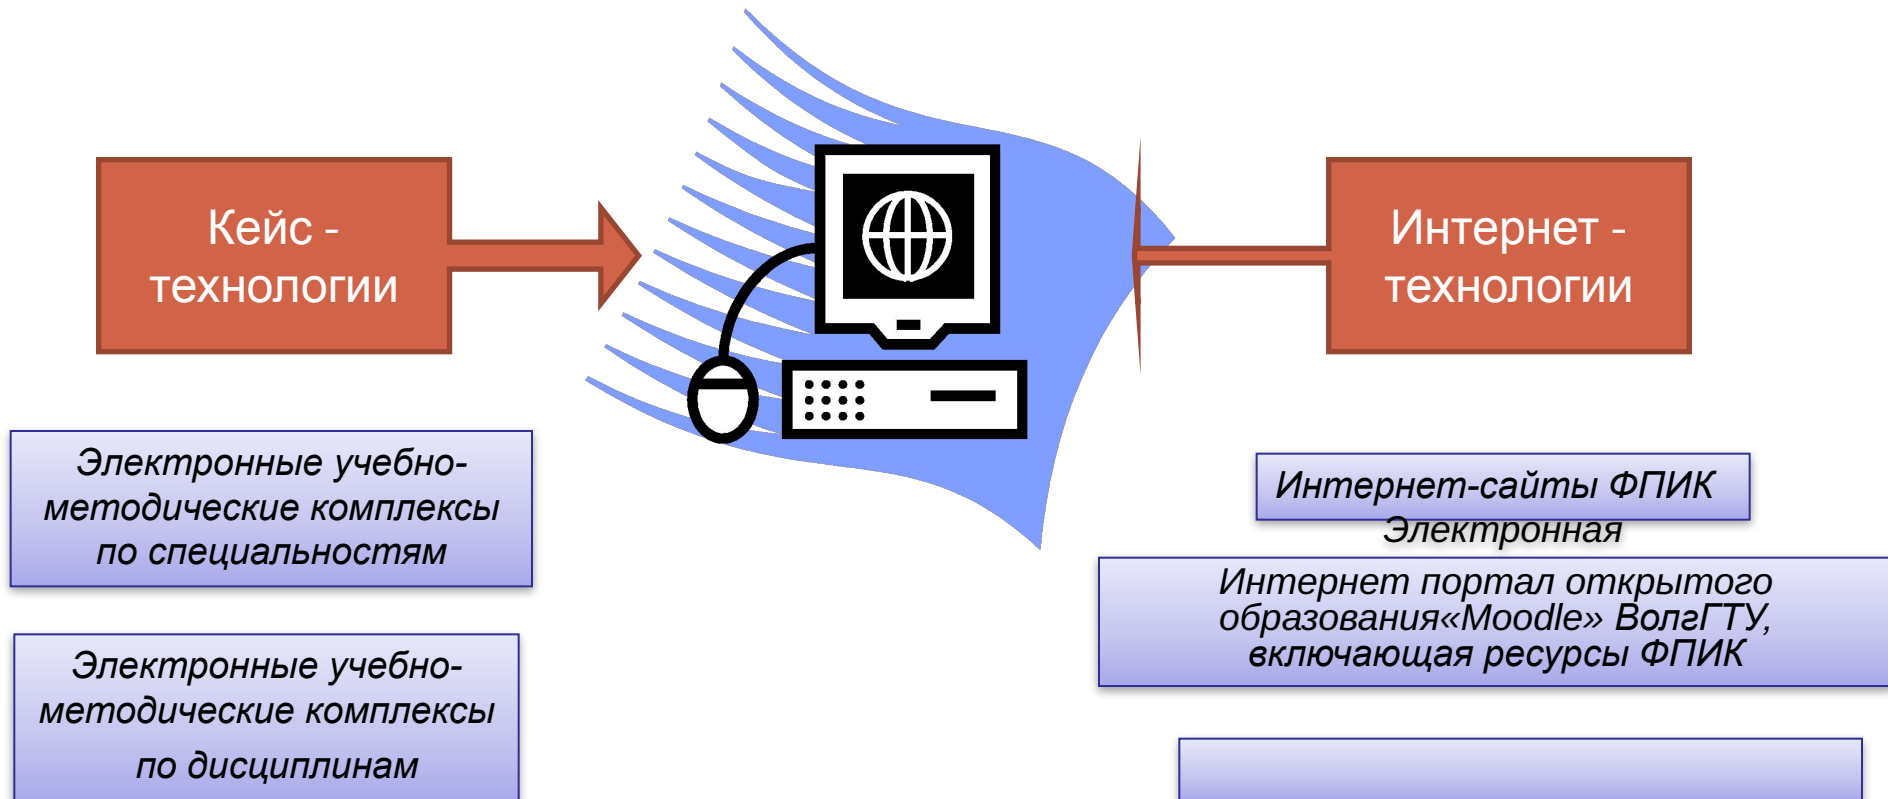 Кейс -
технологии
Интернет -
технологии
Электронные учебно-
методические комплексы
по специальностям
Электронные учебно-
методические комплексы
по дисциплинам
Интернет-сайты ФПИК
Электронная
Интернет портал открытого
образования«Moodle» ВолгГТУ,
включающая ресурсы ФПИК